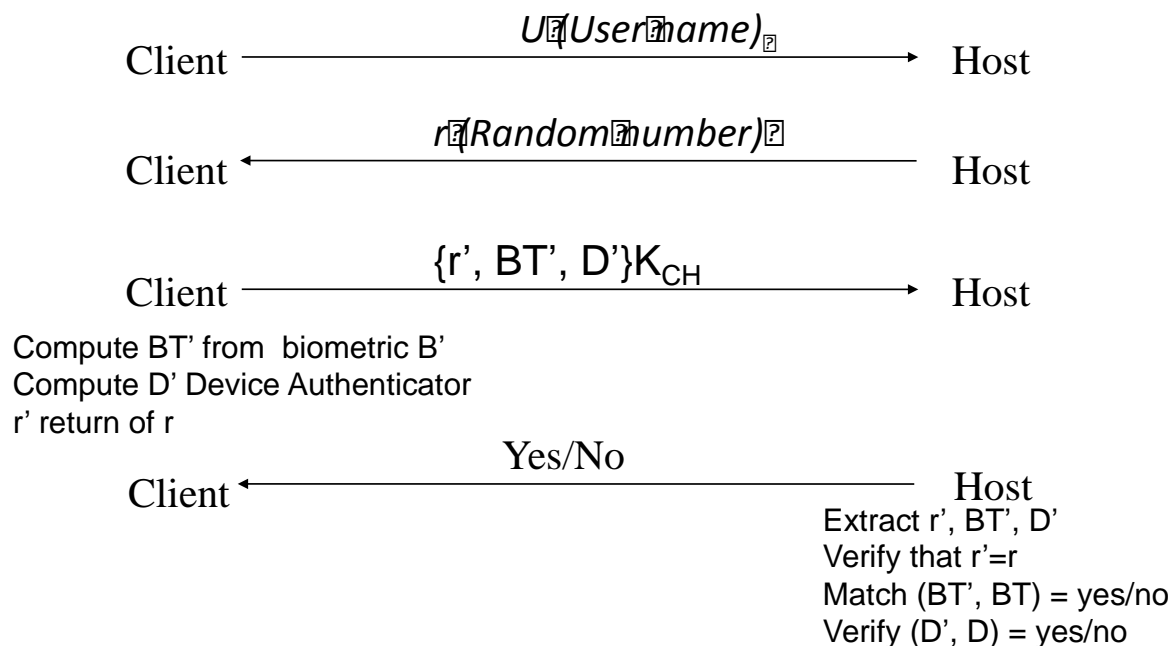 U (User name)
Client Host
r (Random number)
Client Host
{r’, BT’, D’}K_CH
Client Host
Compute BT’ from biometric B’
Compute D’ Device Authenticator
r’ return of r
Yes/No
Client Host
Extract r’, BT’, D’
Verify that r’=r
Match (BT’, BT) = yes/no
Verify (D’, D) = yes/no